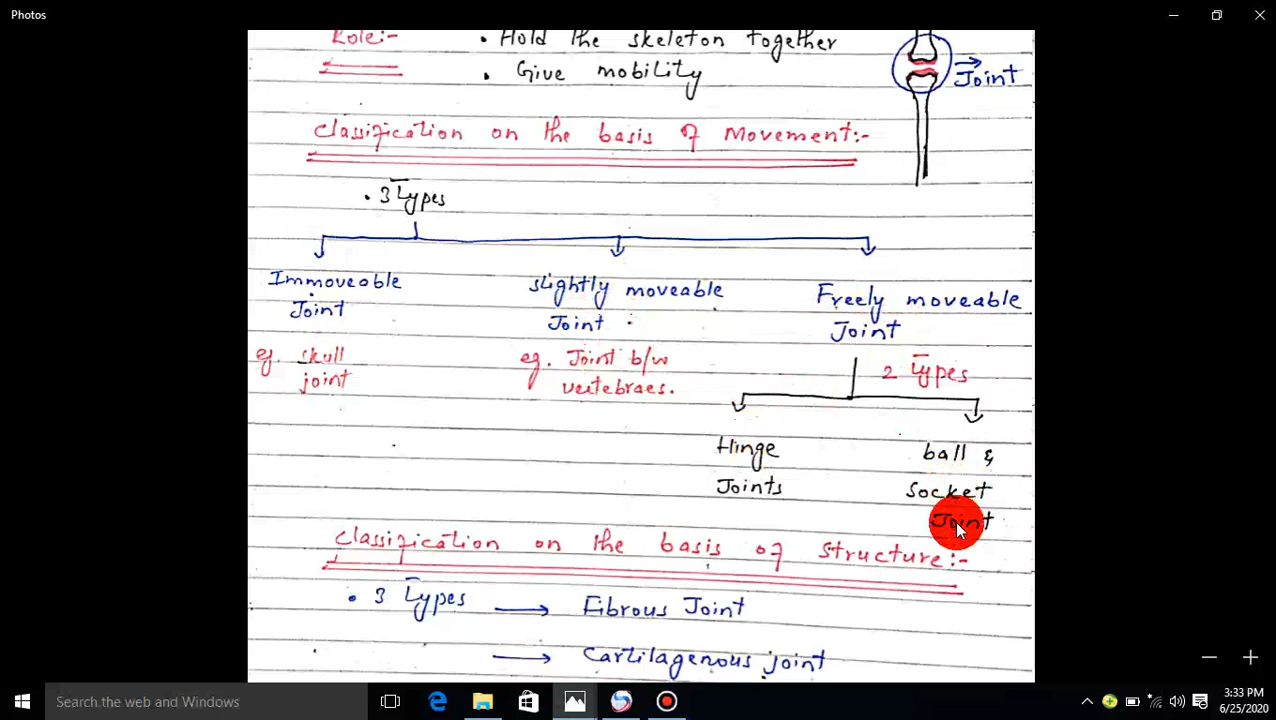 Photos
Role:-
• Hold the skeleton together
• Give mobility
Joint
Classification on the basis of Movement:-
• 3 Types
Immoveable Joint
slightly moveable Joint
Freely moveable Joint
eg. skull joint
eg. Joint b/w vertebraes.
2 Types
Hinge Joints
ball & Socket Joint
Classification on the basis of Structure:-
• 3 Types → Fibrous Joint
→ Cartilagenous joint
Search the web and Windows
3:33 PM
6/25/2020